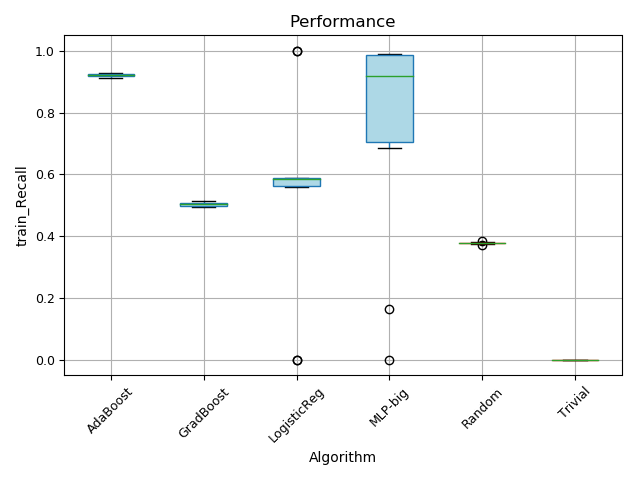 Performance
train_Recall
1.0
0.8
0.6
0.4
0.2
0.0
AdaBoost
GradBoost
LogisticReg
MLP-big
Random
Trivial
Algorithm